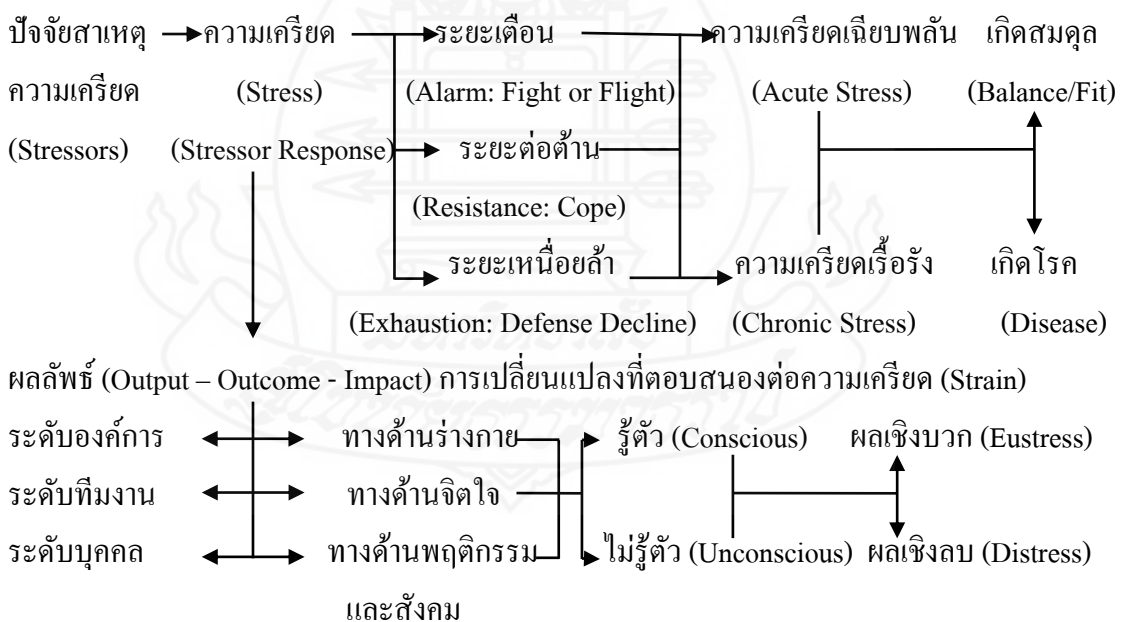 ปัจจัยสาเหตุ ความเครียด ระยะเตือน ความเครียดเฉียบพลัน เกิดสมดุล
ความเครียด (Stress) (Alarm: Fight or Flight) (Acute Stress) (Balance/Fit)
(Stressors) (Stressor Response) ระยะต่อต้าน
(Resistance: Cope)
ระยะเหนื่อยล้า ความเครียดเรื้อรัง เกิดโรค
(Exhaustion: Defense Decline) (Chronic Stress) (Disease)
ผลลัพธ์ (Output – Outcome - Impact) การเปลี่ยนแปลงที่ตอบสนองต่อความเครียด (Strain)
ระดับองค์การ ทางด้านร่างกาย รู้ตัว (Conscious) ผลเชิงบวก (Eustress)
ระดับทีมงาน ทางด้านจิตใจ
ระดับบุคคล ทางด้านพฤติกรรม ไม่รู้ตัว (Unconscious) ผลเชิงลบ (Distress)
และสังคม